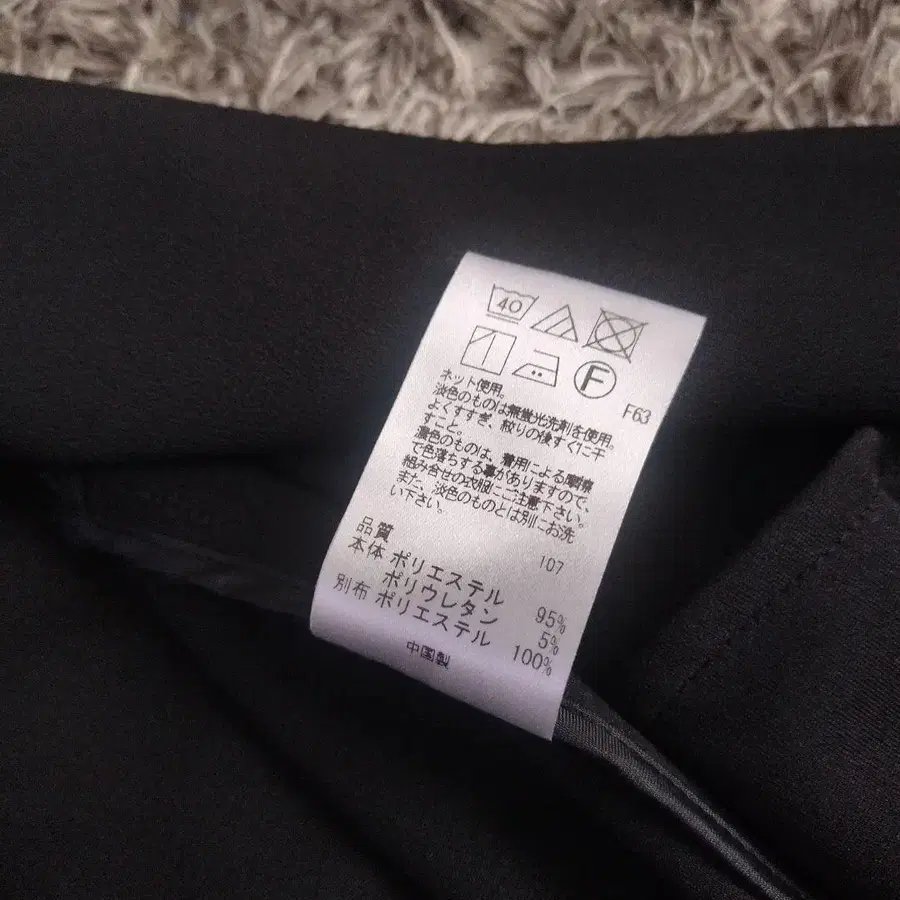 40
F
F63
ネット使用。
淡色のものは無蛍光洗剤を使用。
よくすすぎ、絞りの後すぐに干
すこと。
濃色のものは、着用による摩擦
で色落ちする事がありますので、
組み合せの衣服にご注意下さい。
また、淡色のものとは別にお洗
い下さい。
107
品質
本体 ポリエステル 95%
ポリウレタン 5%
別布 ポリエステル 100%
中国製